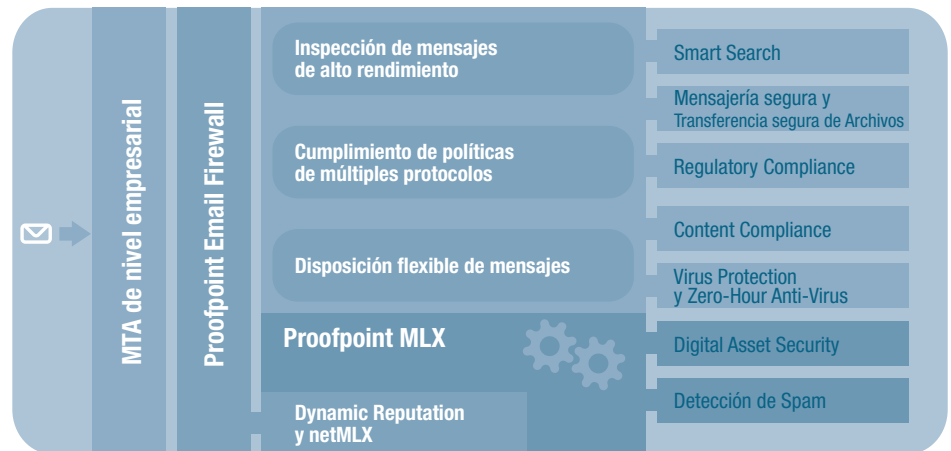 MTA de nivel empresarial
Proofpoint Email Firewall
Inspección de mensajes
de alto rendimiento
Cumplimiento de políticas
de múltiples protocolos
Disposición flexible de mensajes
Proofpoint MLX
Dynamic Reputation
y netMLX
Smart Search
Mensajería segura y
Transferencia segura de Archivos
Regulatory Compliance
Content Compliance
Virus Protection
y Zero-Hour Anti-Virus
Digital Asset Security
Detección de Spam